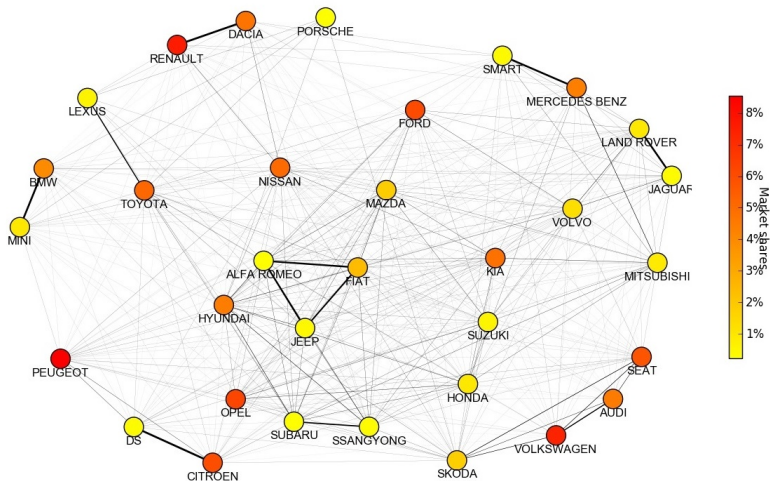 DACIA
PORSCHE
RENAULT
SMART
MERCEDES BENZ
LEXUS
FORD
LAND ROVER
8%
7%
BMW
TOYOTA
NISSAN
MAZDA
JAGUAR
6%
5%
MINI
VOLVO
Market shares
4%
ALFA ROMEO
FIAT
KIA
MITSUBISHI
3%
HYUNDAI
JEEP
SUZUKI
2%
1%
PEUGEOT
SEAT
OPEL
HONDA
AUDI
DS
SUBARU
SSANGYONG
VOLKSWAGEN
CITROEN
SKODA